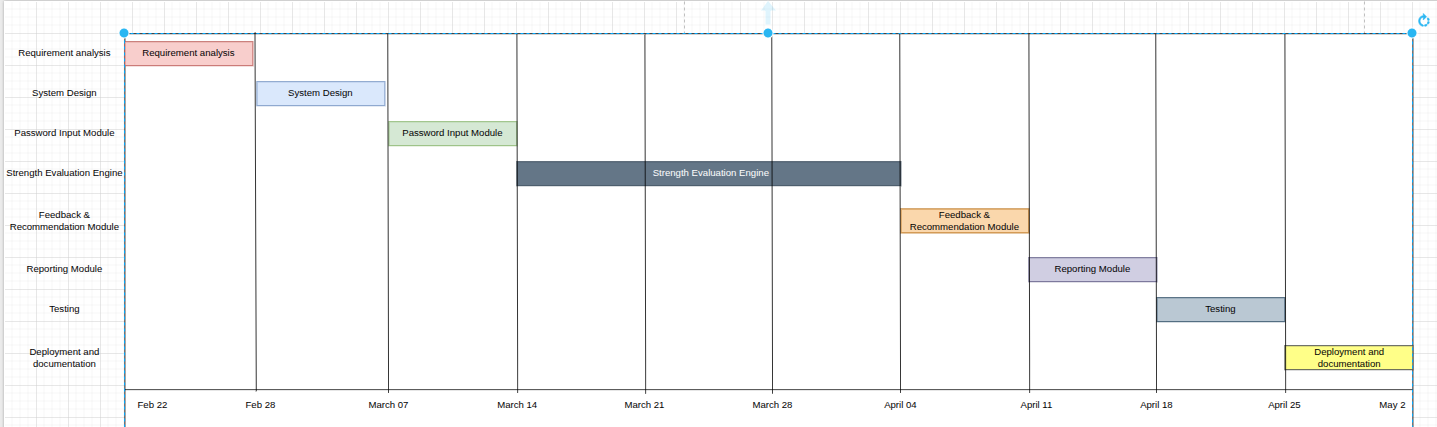 Requirement analysis
Requirement analysis
System Design
System Design
Password Input Module
Password Input Module
Strength Evaluation Engine
Strength Evaluation Engine
Feedback &
Recommendation Module
Feedback &
Recommendation Module
Reporting Module
Reporting Module
Testing
Testing
Deployment and
documentation
Deployment and
documentation
Feb 22
Feb 28
March 07
March 14
March 21
March 28
April 04
April 11
April 18
April 25
May 2